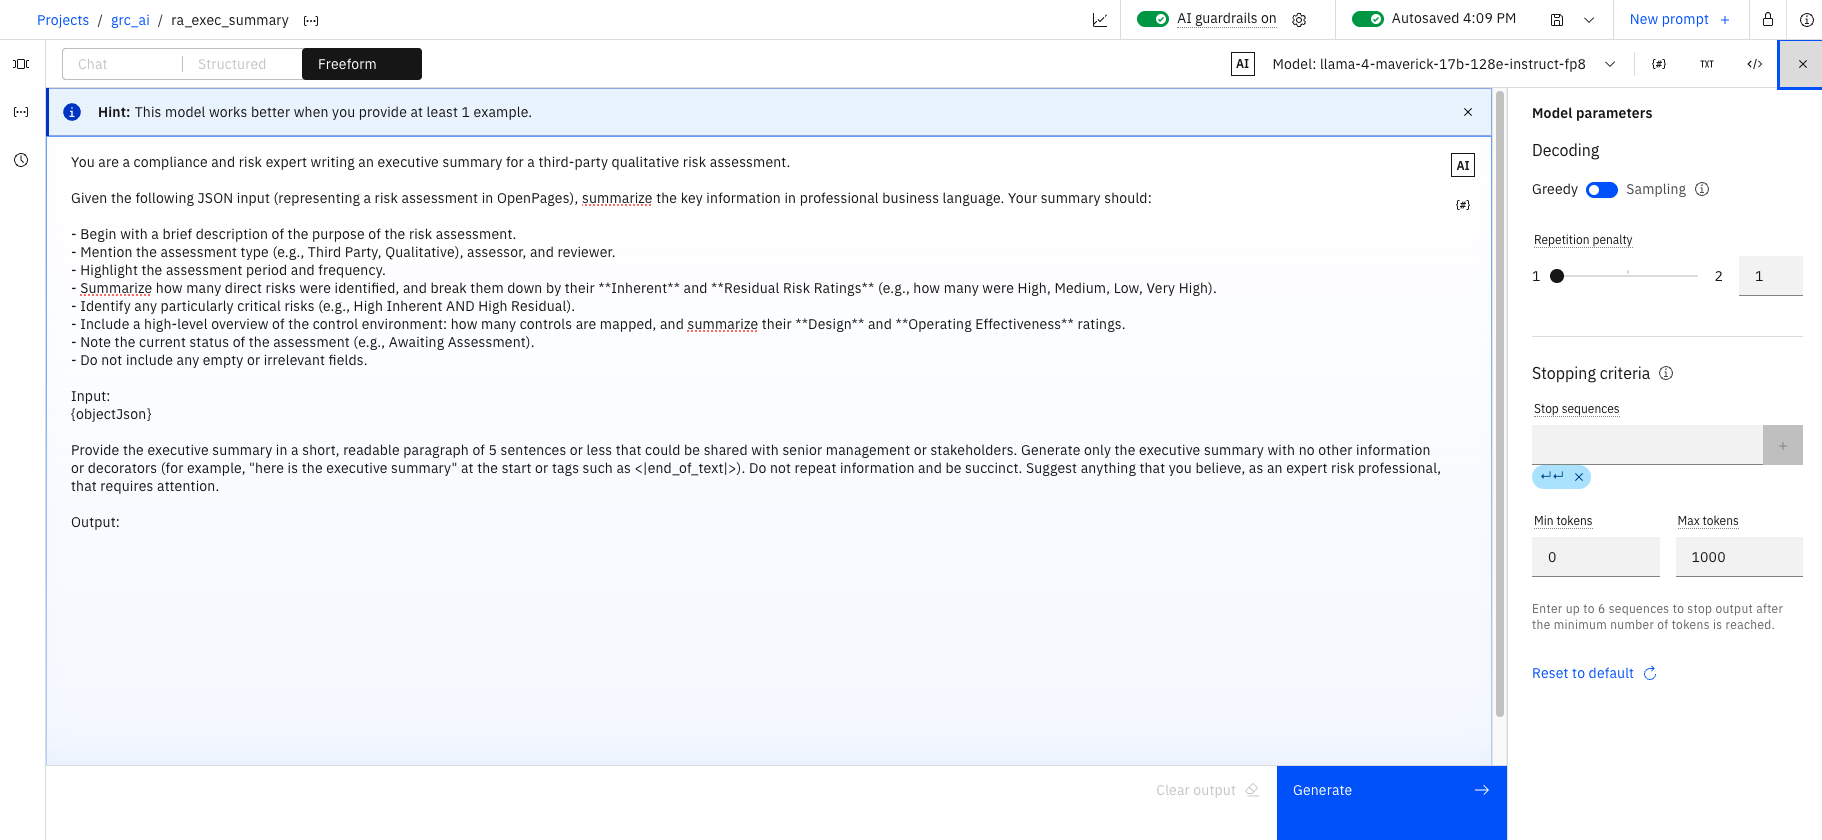 Projects / grc_ai / ra_exec_summary
AI guardrails on
Autosaved 4:09 PM
New prompt +
Chat
Structured
Freeform
AI
Model: llama-4-maverick-17b-128e-instruct-fp8
{#}
TXT
</>
Hint: This model works better when you provide at least 1 example.
You are a compliance and risk expert writing an executive summary for a third-party qualitative risk assessment.
AI
Given the following JSON input (representing a risk assessment in OpenPages), summarize the key information in professional business language. Your summary should:
{#}
- Begin with a brief description of the purpose of the risk assessment.
- Mention the assessment type (e.g., Third Party, Qualitative), assessor, and reviewer.
- Highlight the assessment period and frequency.
- Summarize how many direct risks were identified, and break them down by their **Inherent** and **Residual Risk Ratings** (e.g., how many were High, Medium, Low, Very High).
- Identify any particularly critical risks (e.g., High Inherent AND High Residual).
- Include a high-level overview of the control environment: how many controls are mapped, and summarize their **Design** and **Operating Effectiveness** ratings.
- Note the current status of the assessment (e.g., Awaiting Assessment).
- Do not include any empty or irrelevant fields.
Input:
{objectJson}
Provide the executive summary in a short, readable paragraph of 5 sentences or less that could be shared with senior management or stakeholders. Generate only the executive summary with no other information
or decorators (for example, "here is the executive summary" at the start or tags such as <|end_of_text|>). Do not repeat information and be succinct. Suggest anything that you believe, as an expert risk professional,
that requires attention.
Output:
Clear output
Generate
Model parameters
Decoding
Greedy
Sampling
Repetition penalty
1
2
1
Stopping criteria
Stop sequences
+
↵↵ ×
Min tokens
Max tokens
0
1000
Enter up to 6 sequences to stop output after
the minimum number of tokens is reached.
Reset to default